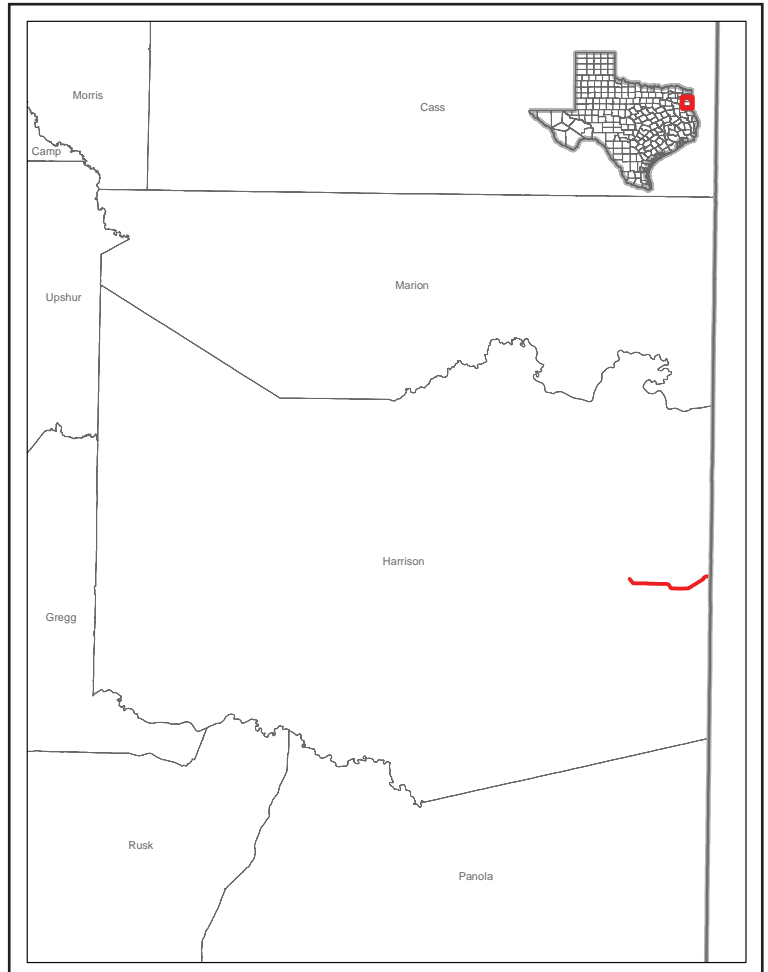 Morris
Cass
Camp
Marion
Upshur
Harrison
Gregg
Rusk
Panola